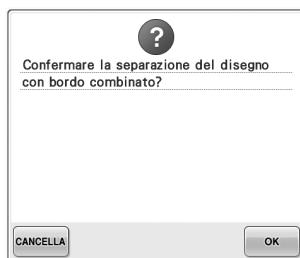 ?
Confermare la separazione del disegno
con bordo combinato?
CANCELLA
OK